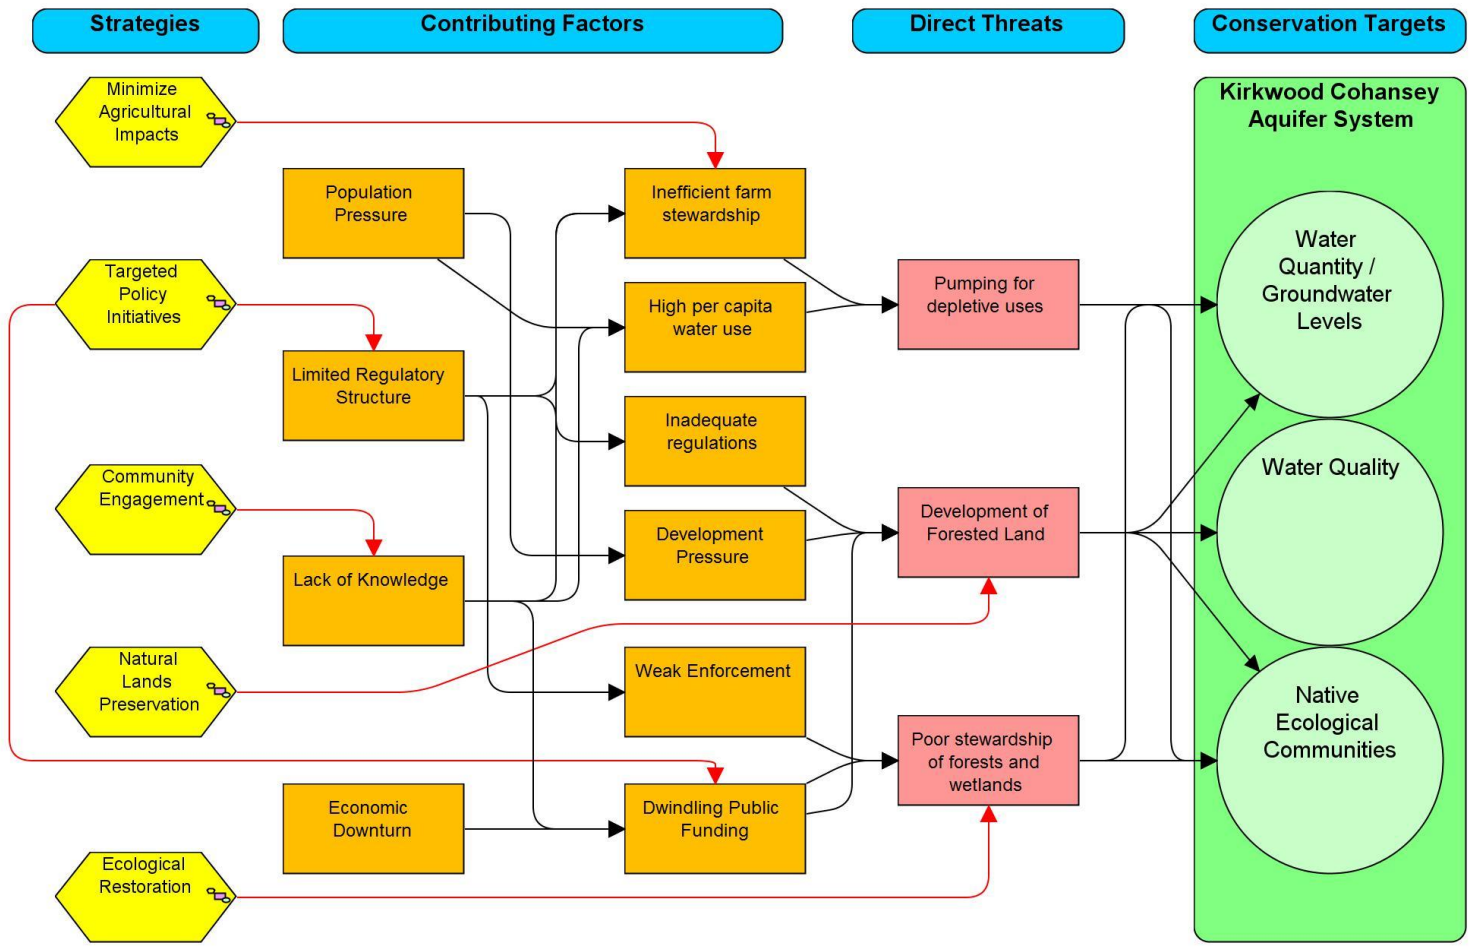 Strategies
Contributing Factors
Direct Threats
Conservation Targets
Minimize
Agricultural
Impacts
Targeted
Policy
Initiatives
Community
Engagement
Natural
Lands
Preservation
Ecological
Restoration
Population
Pressure
Limited Regulatory
Structure
Lack of Knowledge
Economic
Downturn
Inefficient farm
stewardship
High per capita
water use
Inadequate
regulations
Development
Pressure
Weak Enforcement
Dwindling Public
Funding
Pumping for
depletive uses
Development of
Forested Land
Poor stewardship
of forests and
wetlands
Kirkwood Cohansey
Aquifer System
Water
Quantity /
Groundwater
Levels
Water Quality
Native
Ecological
Communities